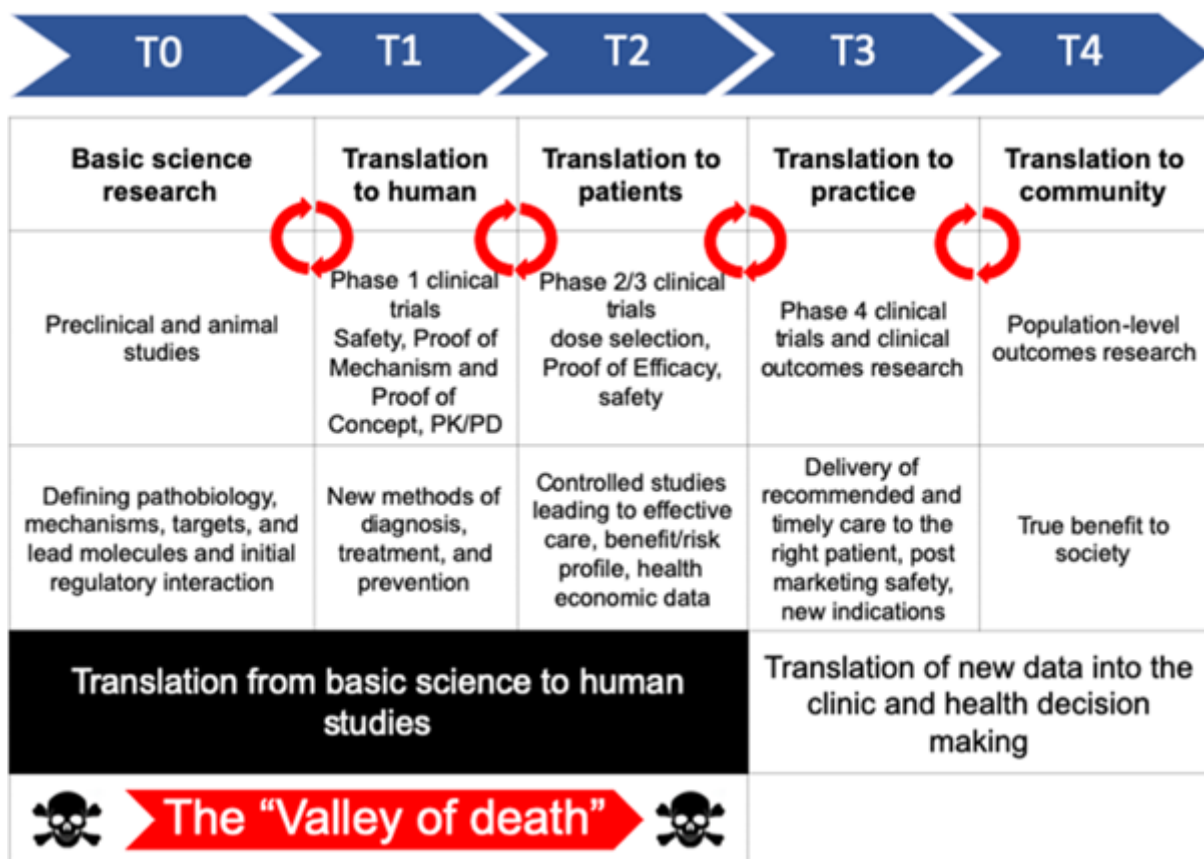 T0
T1
T2
T3
T4
Basic science
research
Translation
to human
Translation to
patients
Translation to
practice
Translation to
community
Preclinical and animal
studies
Phase 1 clinical
trials
Safety, Proof of
Mechanism and
Proof of
Concept, PK/PD
Phase 2/3 clinical
trials
dose selection,
Proof of Efficacy,
safety
Phase 4 clinical
trials and clinical
outcomes research
Population-level
outcomes research
Defining pathobiology,
mechanisms, targets, and
lead molecules and initial
regulatory interaction
New methods of
diagnosis,
treatment, and
prevention
Controlled studies
leading to effective
care, benefit/risk
profile, health
economic data
Delivery of
recommended and
timely care to the
right patient, post
marketing safety,
new indications
True benefit to
society
Translation from basic science to human
studies
Translation of new data into the
clinic and health decision
making
The “Valley of death”